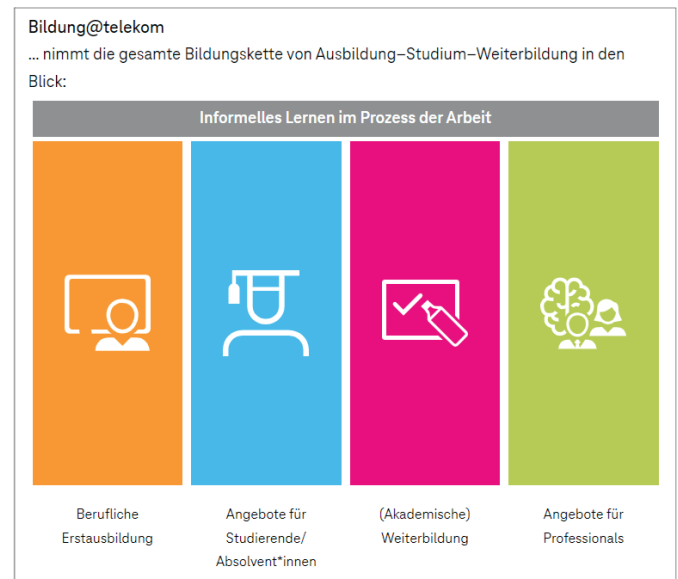 Bildung@telekom
... nimmt die gesamte Bildungskette von Ausbildung–Studium–Weiterbildung in den
Blick:
Informelles Lernen im Prozess der Arbeit
Berufliche
Erstausbildung
Angebote für
Studierende/
Absolvent*innen
(Akademische)
Weiterbildung
Angebote für
Professionals